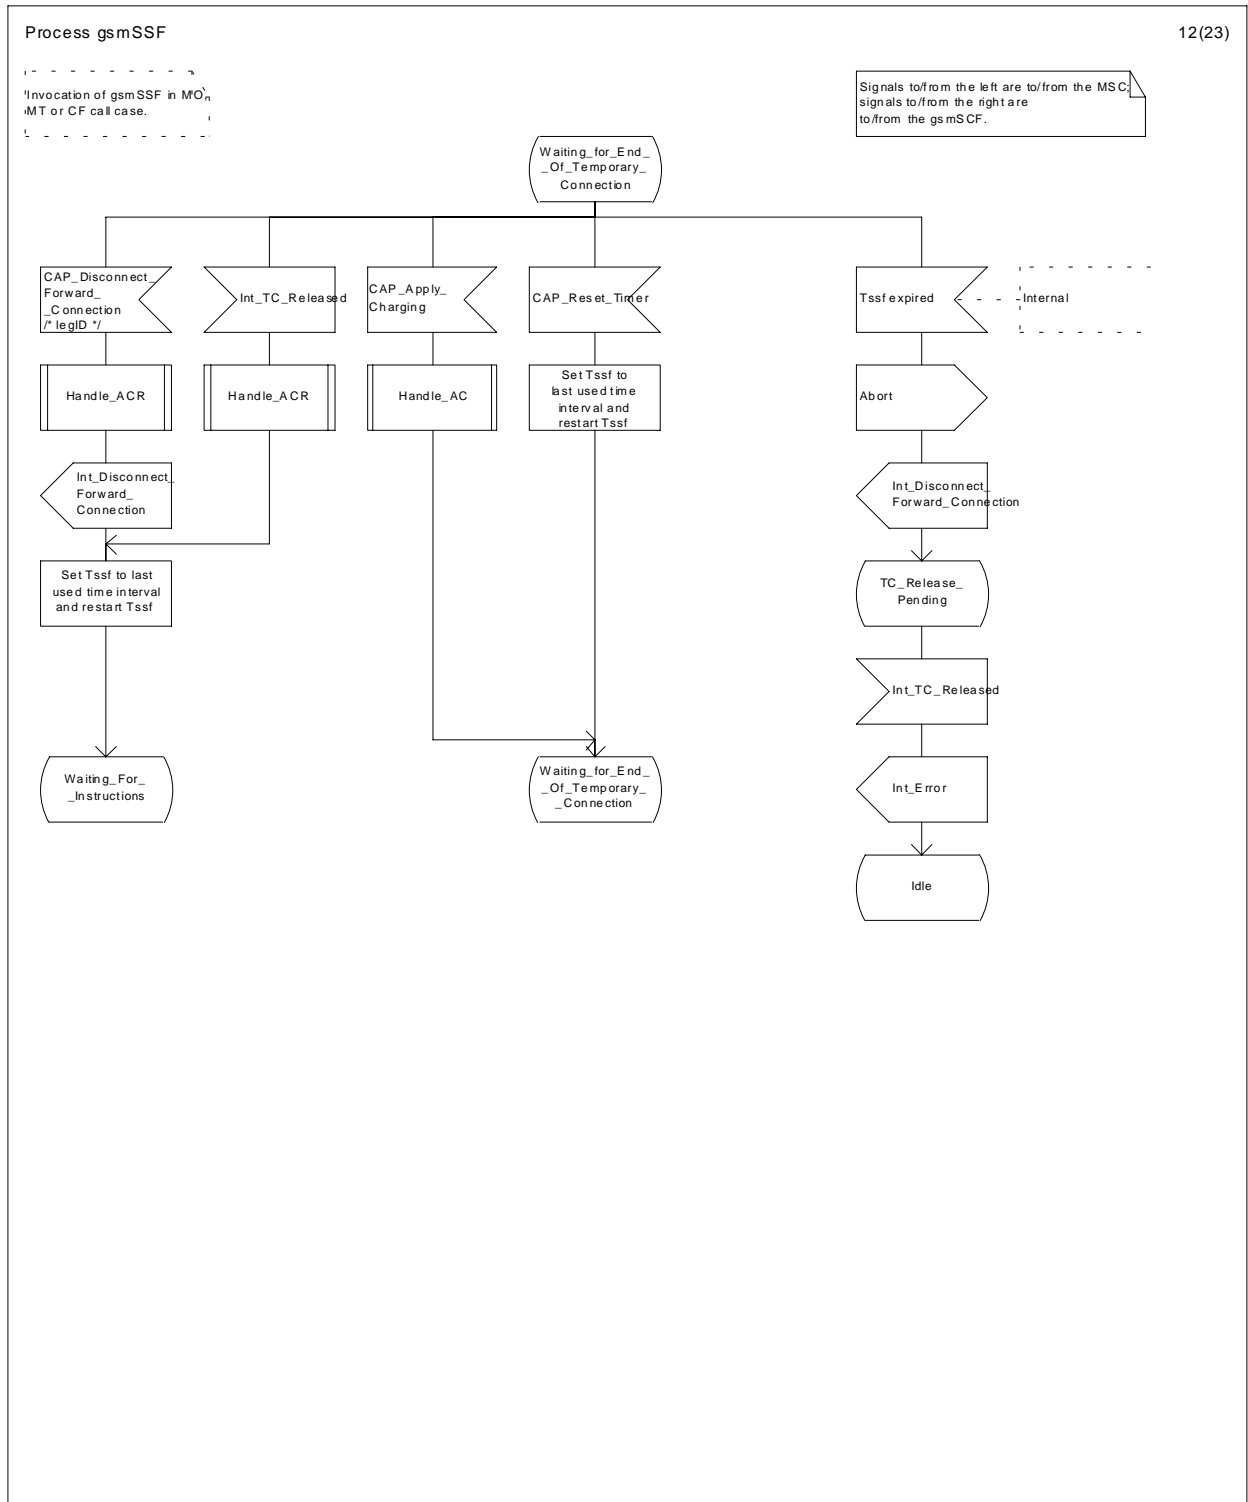 Process gsmSSF
12(23)
Invocation of gsmSSF in MO,
MT or CF call case.
Signals to/from the left are to/from the MSC;
signals to/from the right are
to/from the gsmSCF.
Waiting_for_End_
_Of_Temporary_
_Connection
CAP_Disconnect_
Forward_
_Connection
/* legID */
Int_TC_Released
CAP_Apply_
Charging
CAP_Reset_Timer
Tssf expired
Internal
Handle_ACR
Handle_ACR
Handle_AC
Set Tssf to
last used time
interval and
restart Tssf
Abort
Int_Disconnect_
Forward_
Connection
Int_Disconnect_
Forward_Connection
Set Tssf to last
used time interval
and restart Tssf
TC_Release_
Pending
Int_TC_Released
Waiting_For_
_Instructions
Waiting_for_End_
_Of_Temporary_
_Connection
Int_Error
Idle